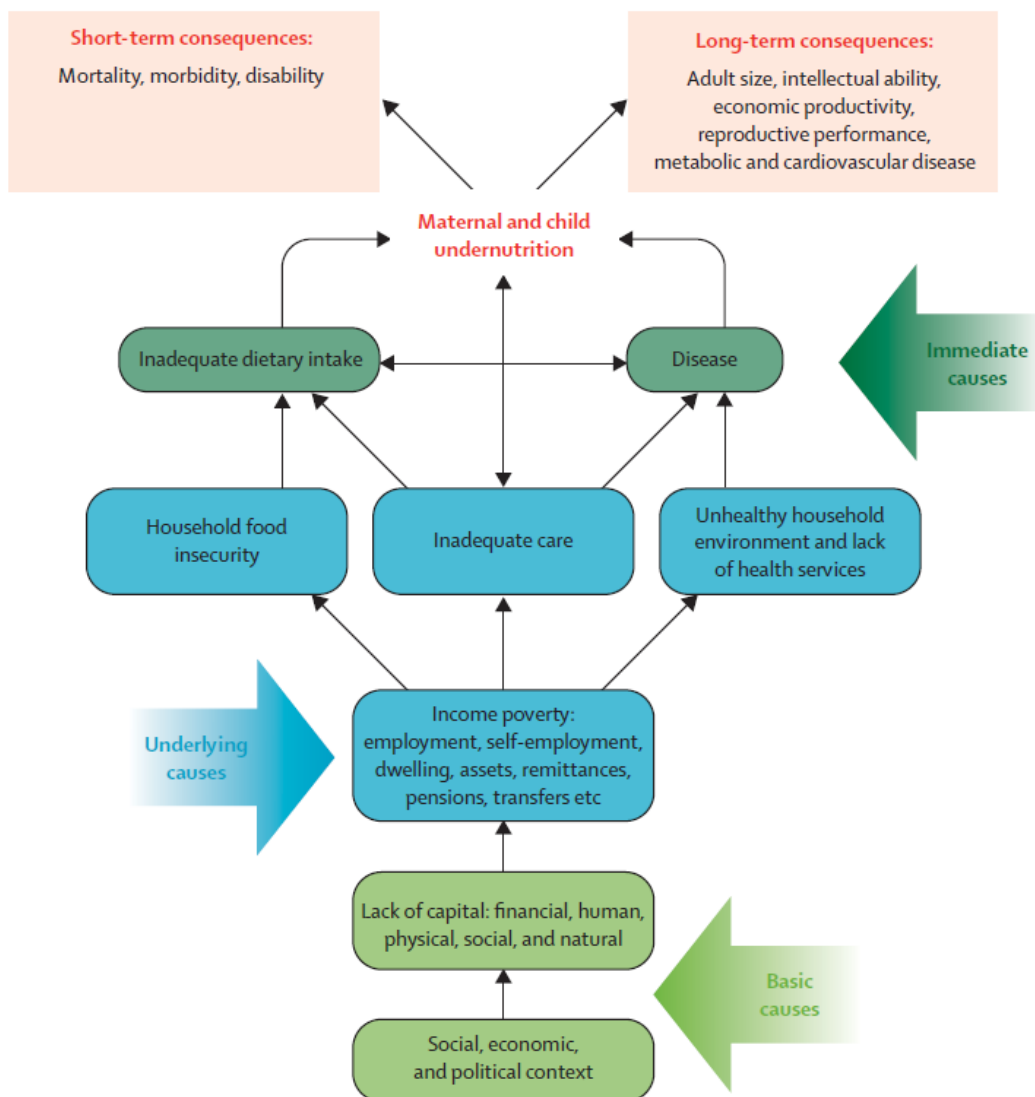 Short-term consequences:
Mortality, morbidity, disability
Long-term consequences:
Adult size, intellectual ability,
economic productivity,
reproductive performance,
metabolic and cardiovascular disease
Maternal and child
undernutrition
Inadequate dietary intake
Disease
Immediate
causes
Household food
insecurity
Inadequate care
Unhealthy household
environment and lack
of health services
Underlying
causes
Income poverty:
employment, self-employment,
dwelling, assets, remittances,
pensions, transfers etc
Lack of capital: financial, human,
physical, social, and natural
Basic
causes
Social, economic,
and political context